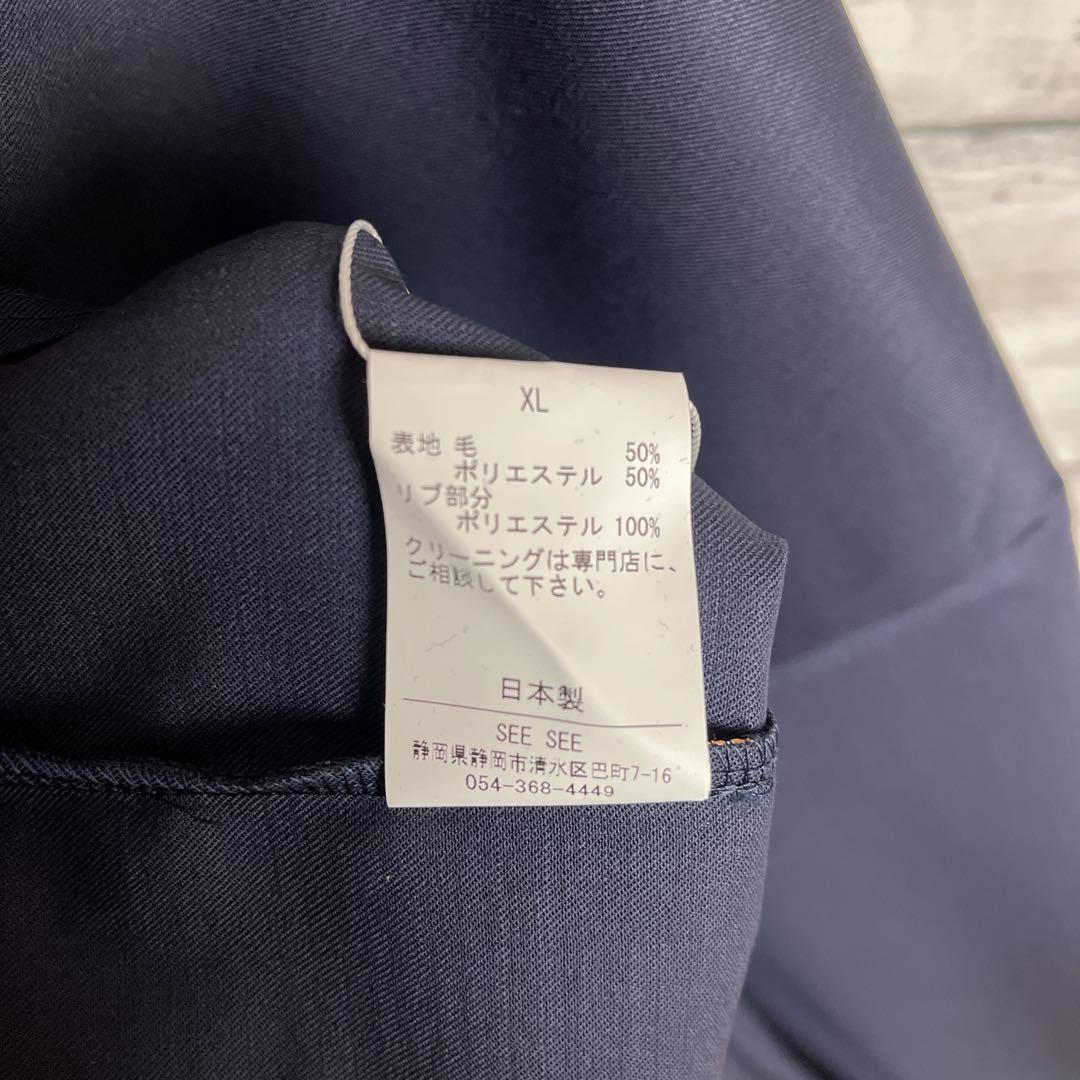 XL
表地 毛 50%
ポリエステル 50%
リブ部分
ポリエステル 100%
クリーニングは専門店に、
ご相談して下さい。
日本製
SEE SEE
静岡県静岡市清水区巴町7-16
054-368-4449